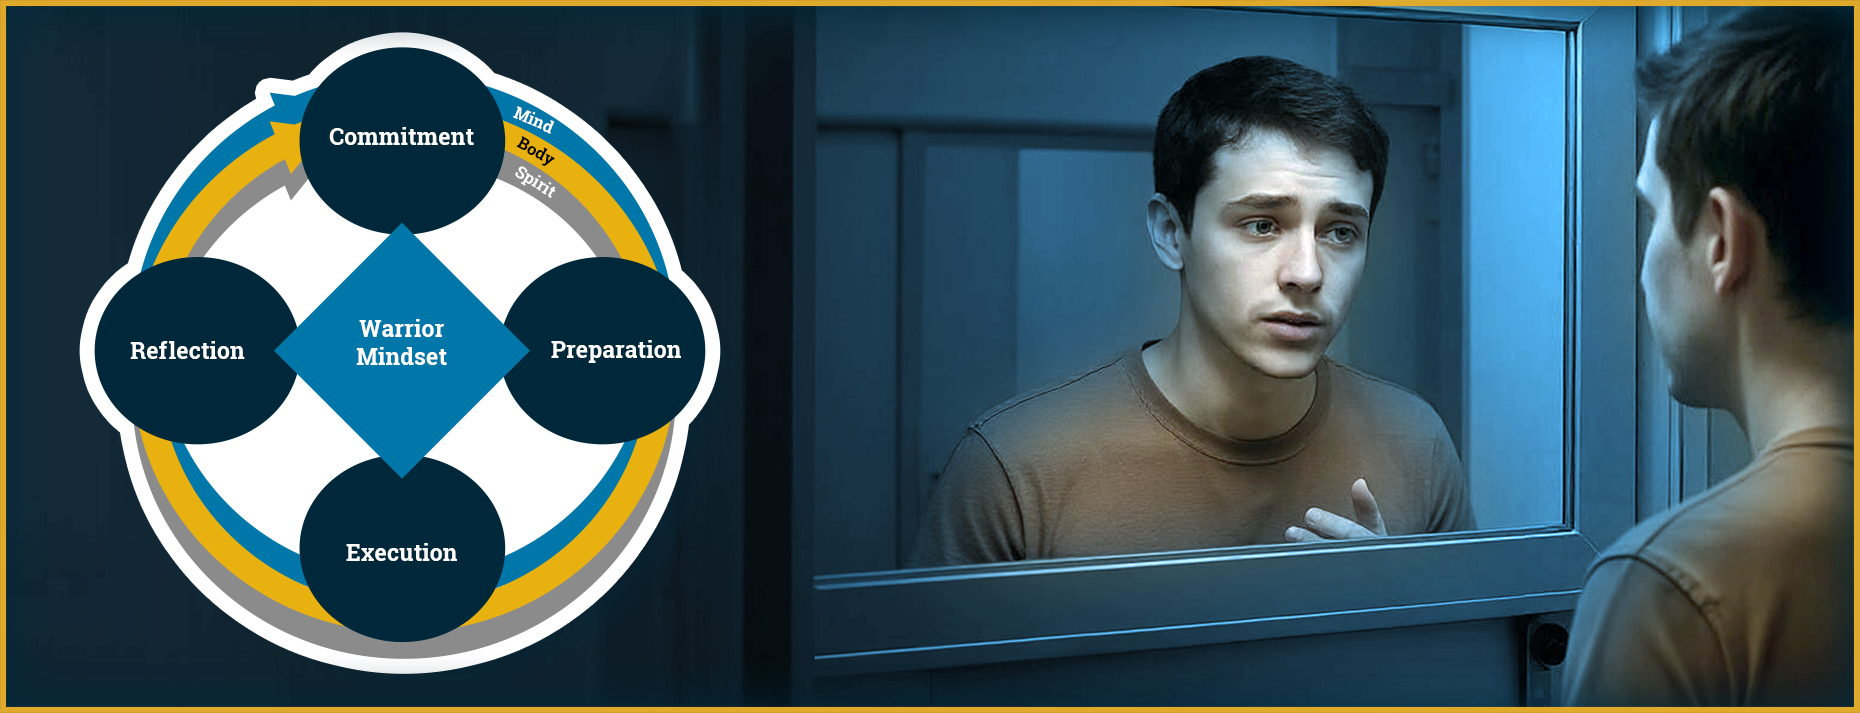 Commitment
Mind
Body
Spirit
Reflection
Warrior
Mindset
Preparation
Execution